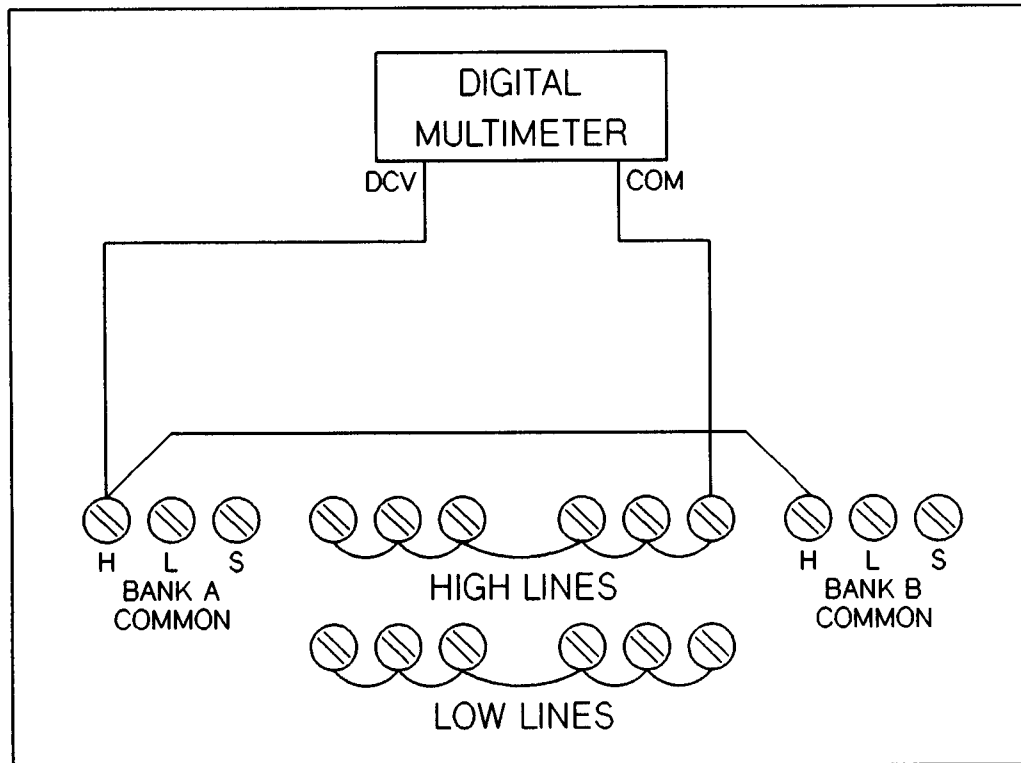 DIGITAL
MULTIMETER
DCV
COM
H L S
BANK A
COMMON
HIGH LINES
H L S
BANK B
COMMON
LOW LINES